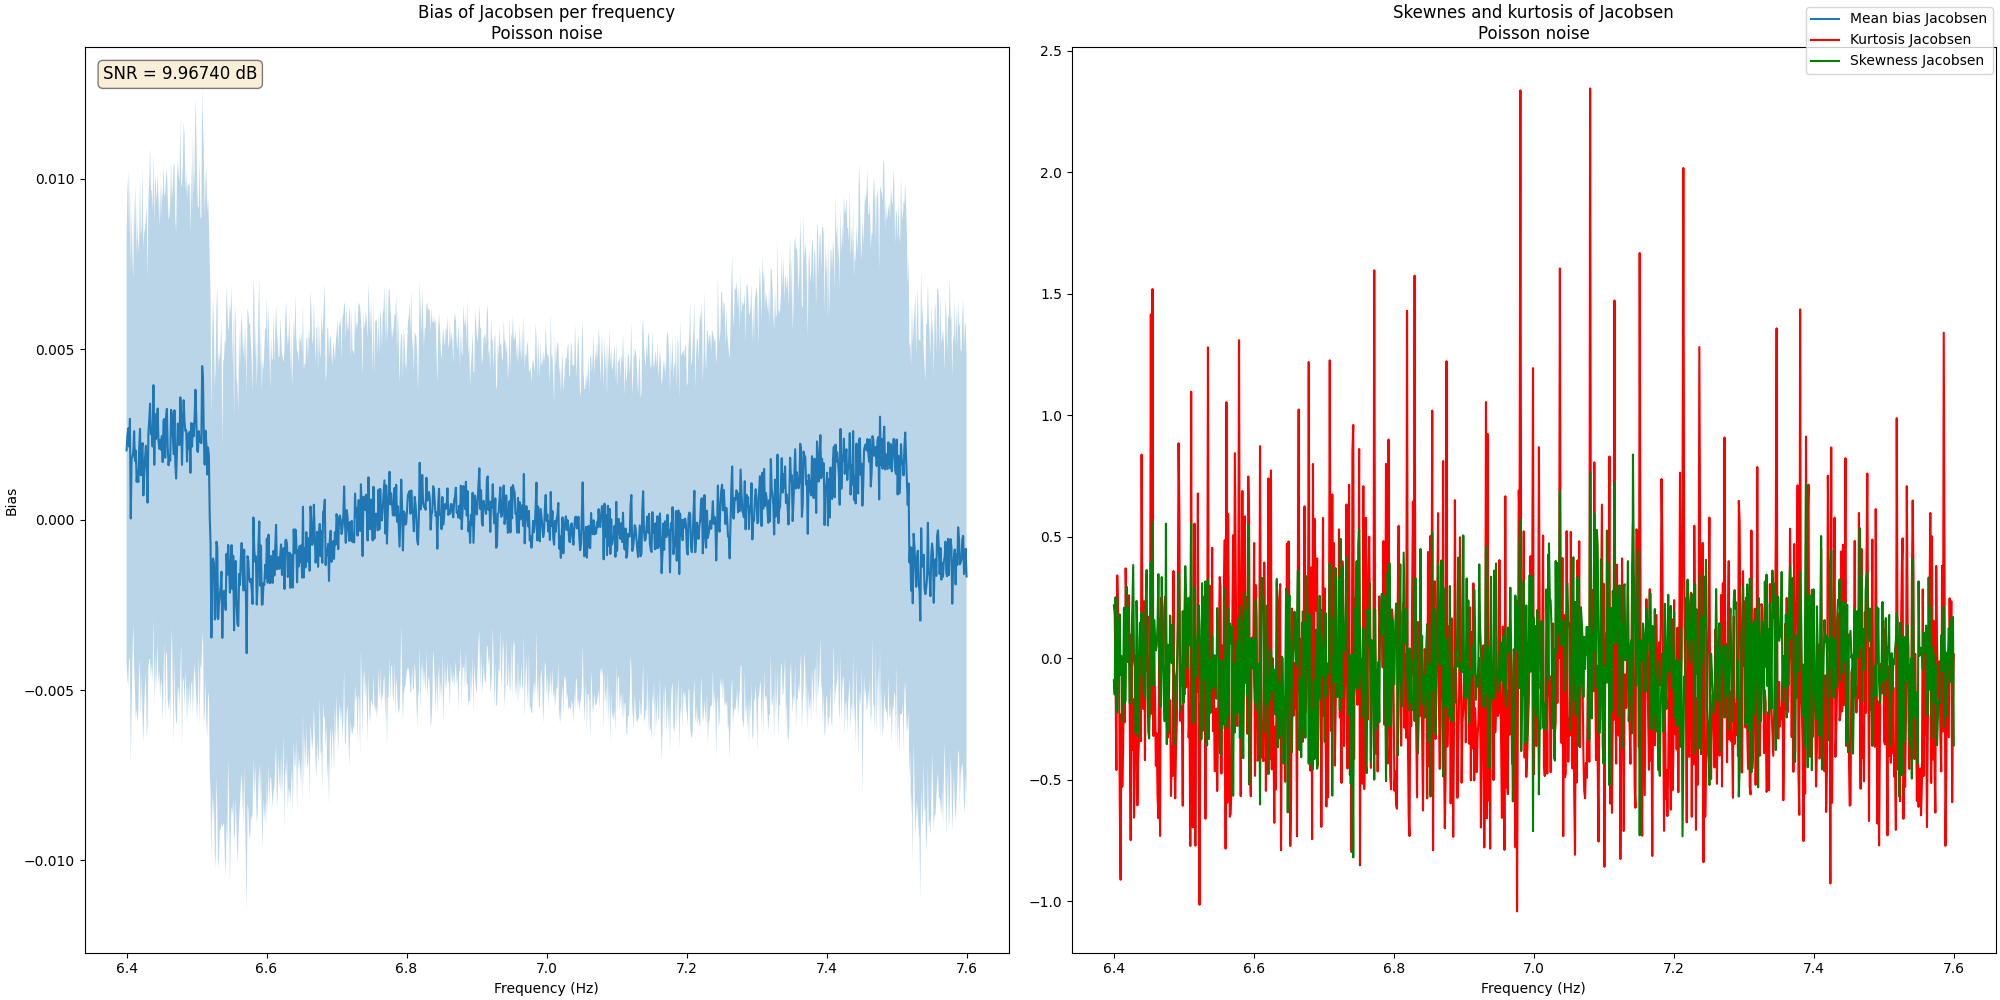 Bias of Jacobsen per frequency
Poisson noise
SNR = 9.96740 dB
0.010
0.005
0.000
−0.005
−0.010
Bias
6.4
6.6
6.8
7.0
7.2
7.4
7.6
Frequency (Hz)
Skewnes and kurtosis of Jacobsen
Poisson noise
Mean bias Jacobsen
Kurtosis Jacobsen
Skewness Jacobsen
2.5
2.0
1.5
1.0
0.5
0.0
−0.5
−1.0
6.4
6.6
6.8
7.0
7.2
7.4
7.6
Frequency (Hz)